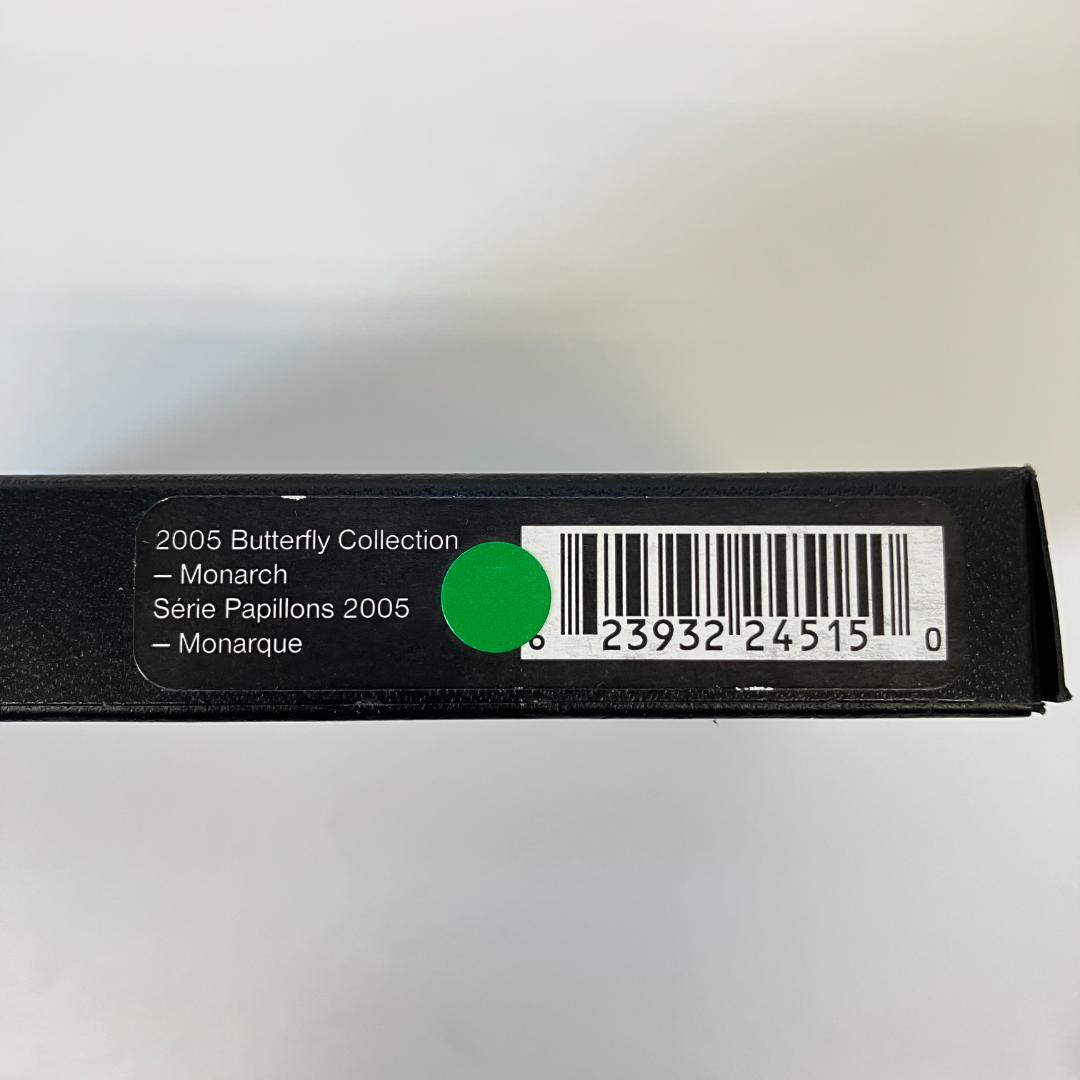 2005 Butterfly Collection
– Monarch
Série Papillons 2005
– Monarque
6 23932 24515 0